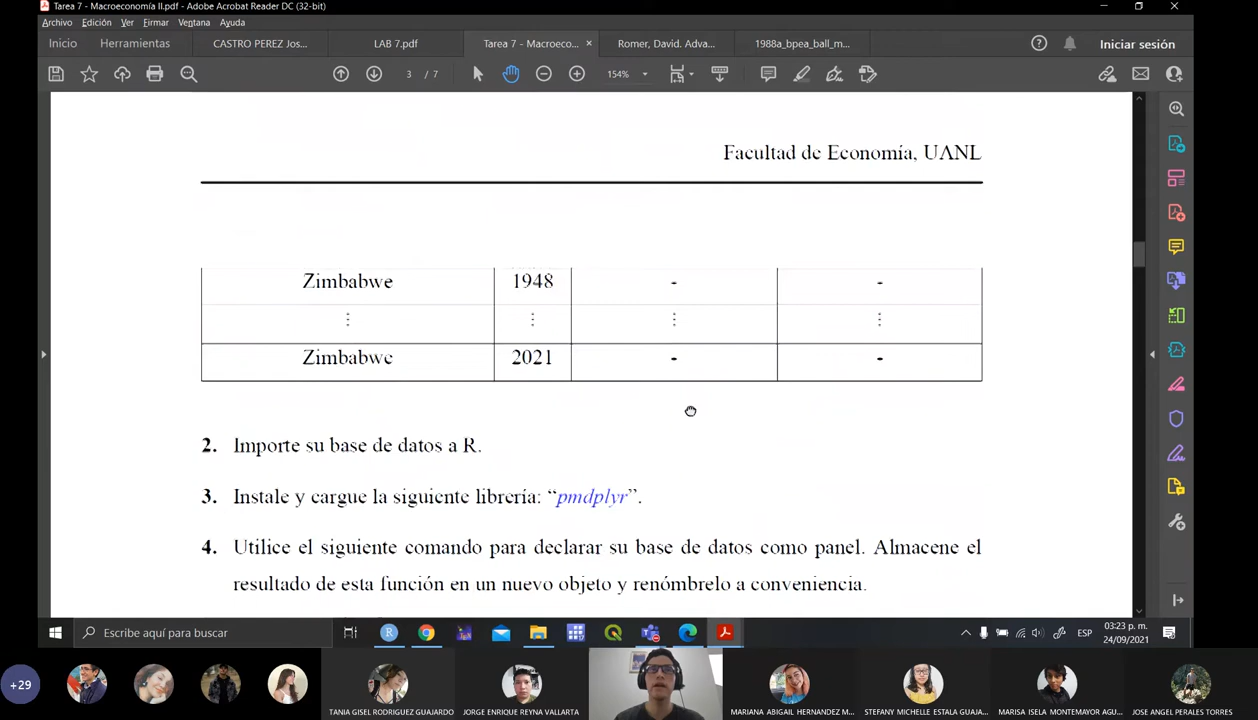 Tarea 7 - Macroeconomía II.pdf - Adobe Acrobat Reader DC (32-bit)
Archivo Edición Ver Firmar Ventana Ayuda
Inicio Herramientas CASTRO PEREZ Jos... LAB 7.pdf Tarea 7 - Macroeco... × Romer, David. Adva... 1988a_bpea_ball_m... Iniciar sesión
3 / 7 154%
Facultad de Economía, UANL
Zimbabwe 1948 - -
⋮ ⋮ ⋮ ⋮
Zimbabwe 2021 - -
2. Importe su base de datos a R.
3. Instale y cargue la siguiente librería: “pmdplyr”.
4. Utilice el siguiente comando para declarar su base de datos como panel. Almacene el
resultado de esta función en un nuevo objeto y renómbrelo a conveniencia.
Escribe aquí para buscar
ESP
03:23 p. m.
24/09/2021
+29
TANIA GISEL RODRIGUEZ GUAJARDO JORGE ENRIQUE REYNA VALLARTA MARIANA ABIGAIL HERNANDEZ M... STEFANY MICHELLE ESTALA GUAJA... MARISA ISELA MONTEMAYOR AGU... JOSE ANGEL PERALES TORRES